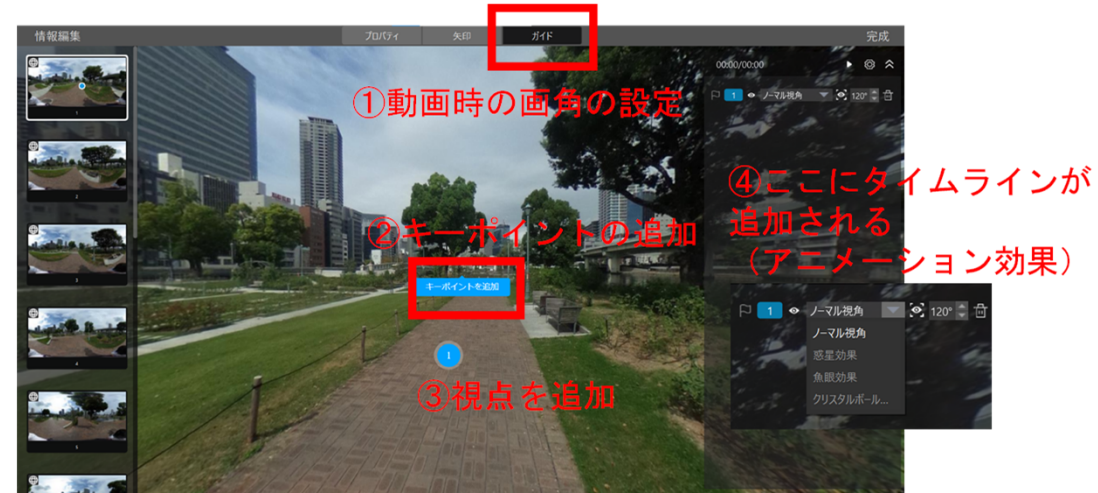 情報編集
プロパティ
矢印
ガイド
完成
①動画時の画角の設定
00:00/00:00
1
ノーマル視角
120°
②キーポイントの追加
キーポイントを追加
1
③視点を追加
④ここにタイムラインが
追加される
（アニメーション効果）
1
ノーマル視角
120°
ノーマル視角
惑星効果
魚眼効果
クリスタルボール...
1
2
3
4
5